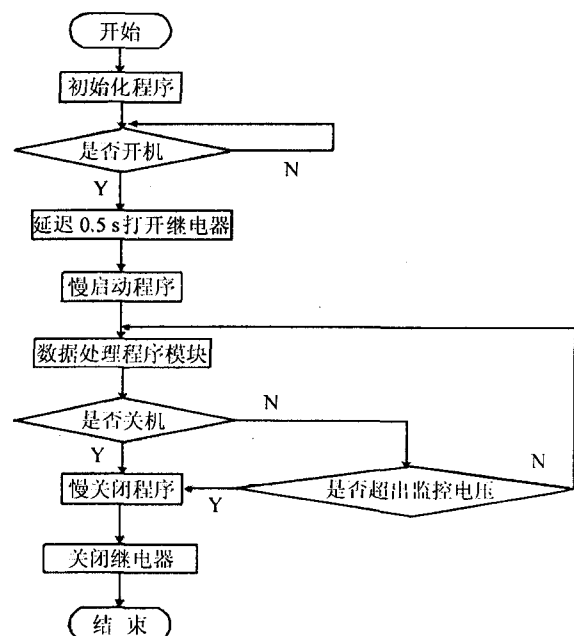 开始
初始化程序
是否开机
N
Y
延迟 0.5 s 打开继电器
慢启动程序
数据处理程序模块
是否关机
N
Y
慢关闭程序
Y
是否超出监控电压
N
关闭继电器
结 束